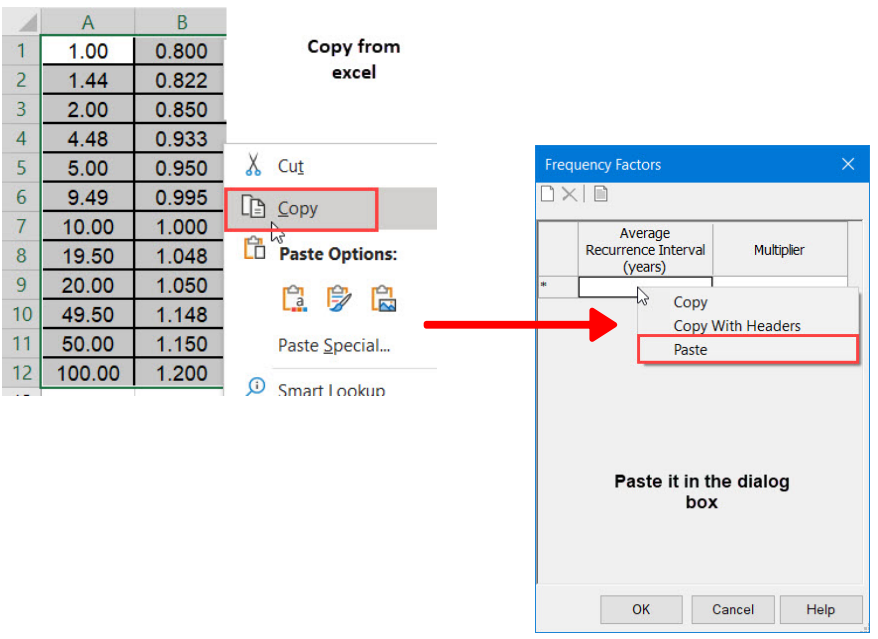 A B
1 1.00 0.800
2 1.44 0.822
3 2.00 0.850
4 4.48 0.933
5 5.00 0.950
6 9.49 0.995
7 10.00 1.000
8 19.50 1.048
9 20.00 1.050
10 49.50 1.148
11 50.00 1.150
12 100.00 1.200
Copy from
excel
Cut
Copy
Paste Options:
Paste Special...
Smart Lookup
Frequency Factors
Average
Recurrence Interval
(years)
Multiplier
*
Copy
Copy With Headers
Paste
Paste it in the dialog
box
OK Cancel Help